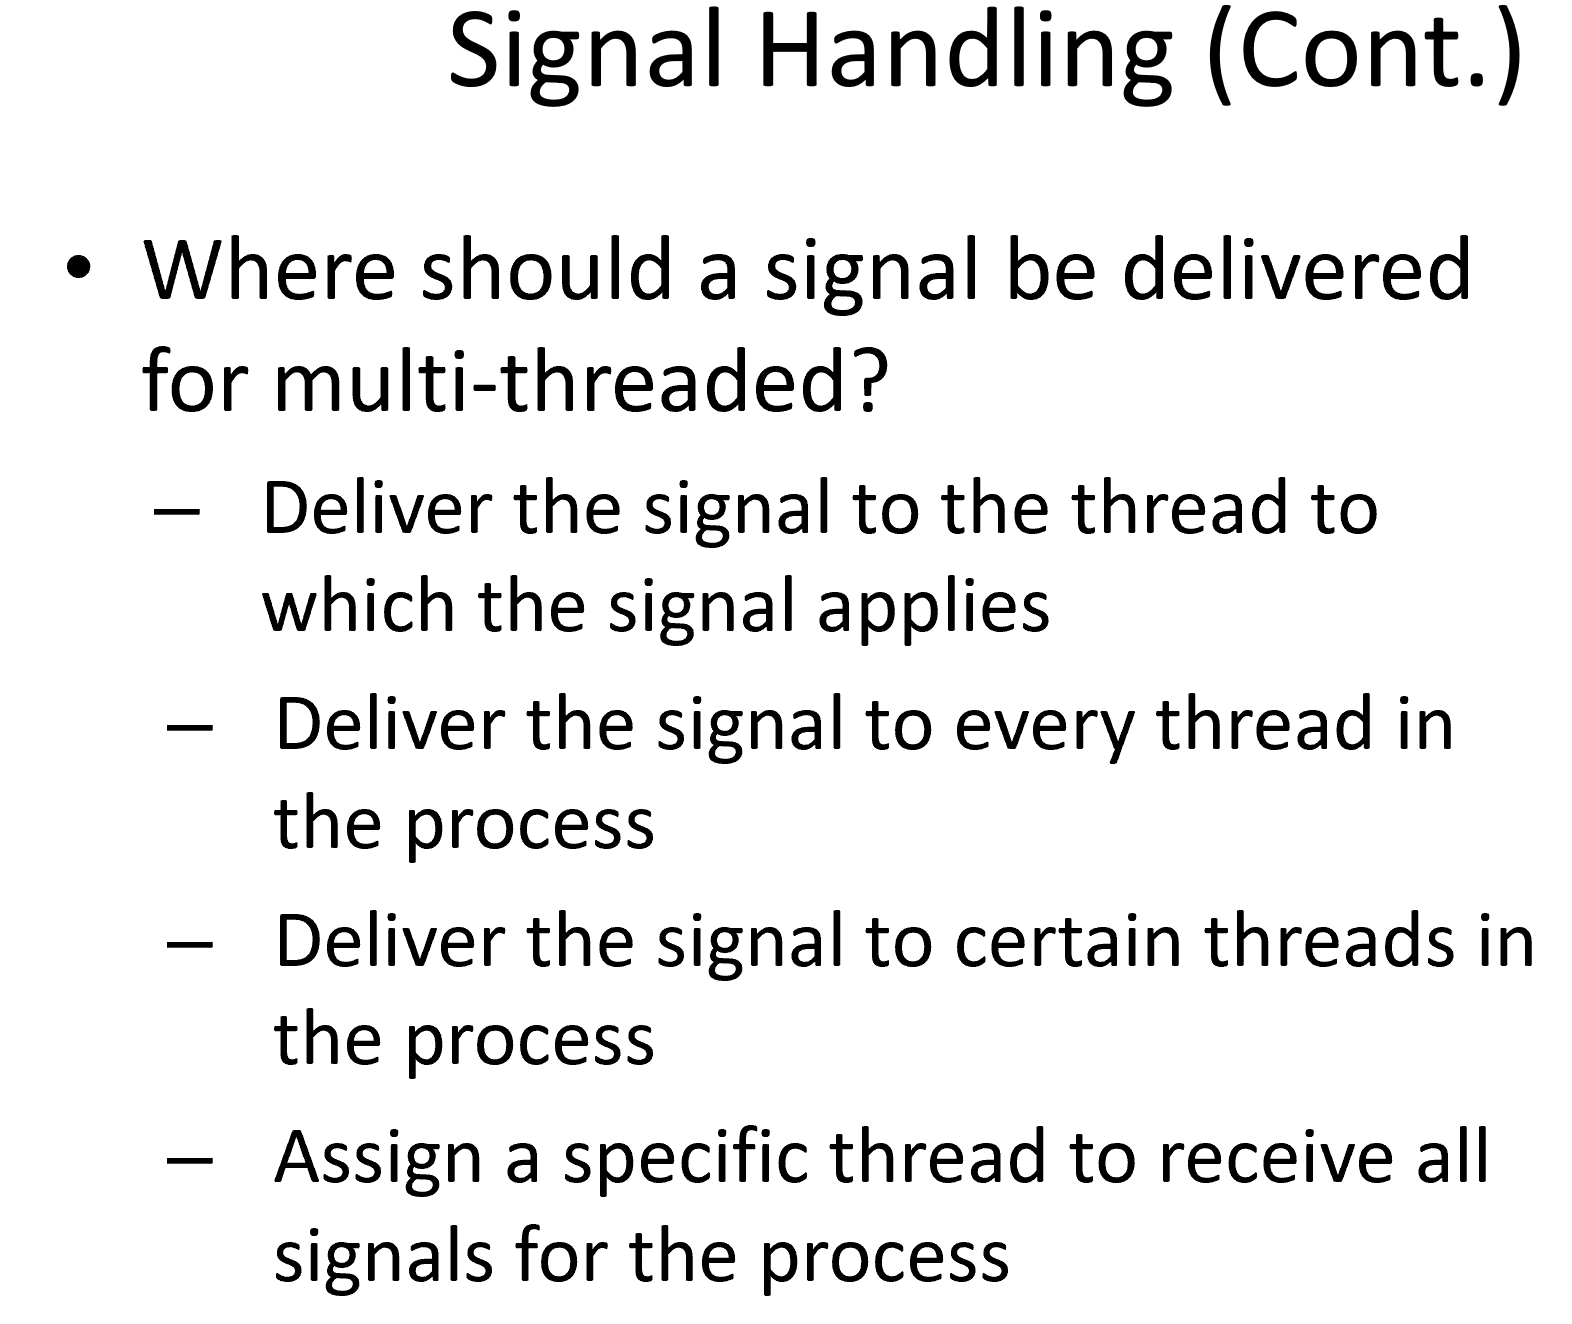 Signal Handling (Cont.)
• Where should a signal be delivered
for multi-threaded?
– Deliver the signal to the thread to
which the signal applies
– Deliver the signal to every thread in
the process
– Deliver the signal to certain threads in
the process
– Assign a specific thread to receive all
signals for the process